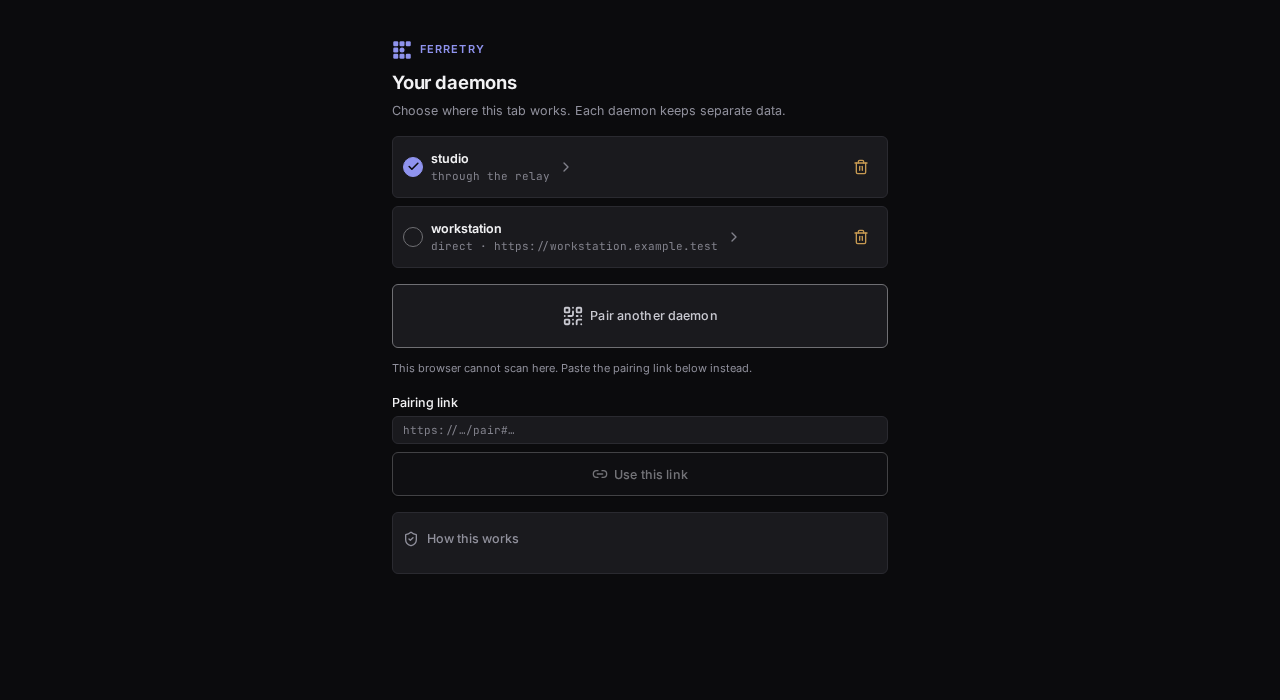 FERRETRY
Your daemons
Choose where this tab works. Each daemon keeps separate data.
studio
through the relay
workstation
direct · https://workstation.example.test
Pair another daemon
This browser cannot scan here. Paste the pairing link below instead.
Pairing link
https://…/pair#…
Use this link
How this works